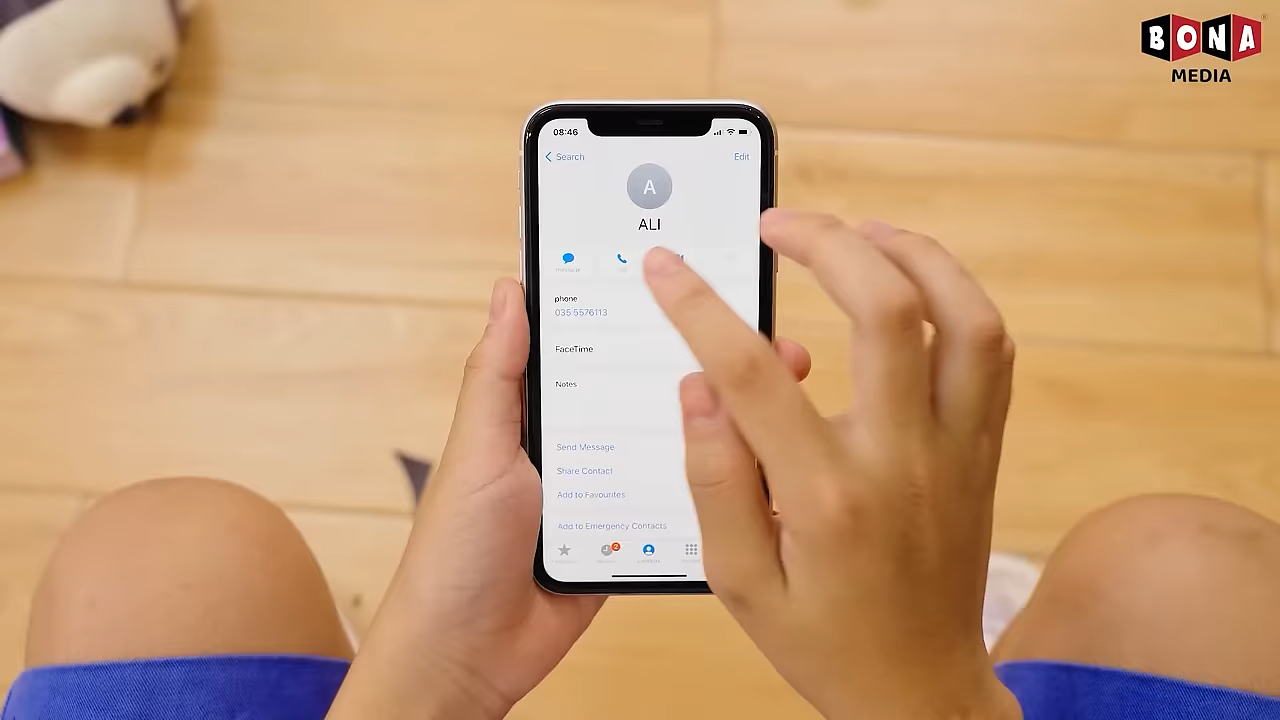 BONA
MEDIA
08:46
Search
Edit
A
ALI
message
phone
035 5576113
FaceTime
Notes
Send Message
Share Contact
Add to Favourites
Add to Emergency Contacts
2